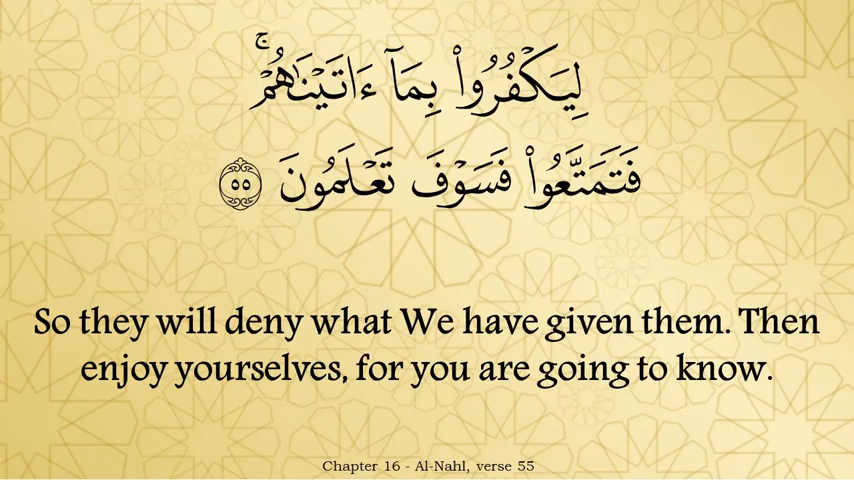 لِيَكْفُرُوا۟ بِمَآ ءَاتَيْنَـٰهُمْ ۚ
فَتَمَتَّعُوا۟ فَسَوْفَ تَعْلَمُونَ ٥٥
So they will deny what We have given them. Then
enjoy yourselves, for you are going to know.
Chapter 16 - Al-Nahl, verse 55